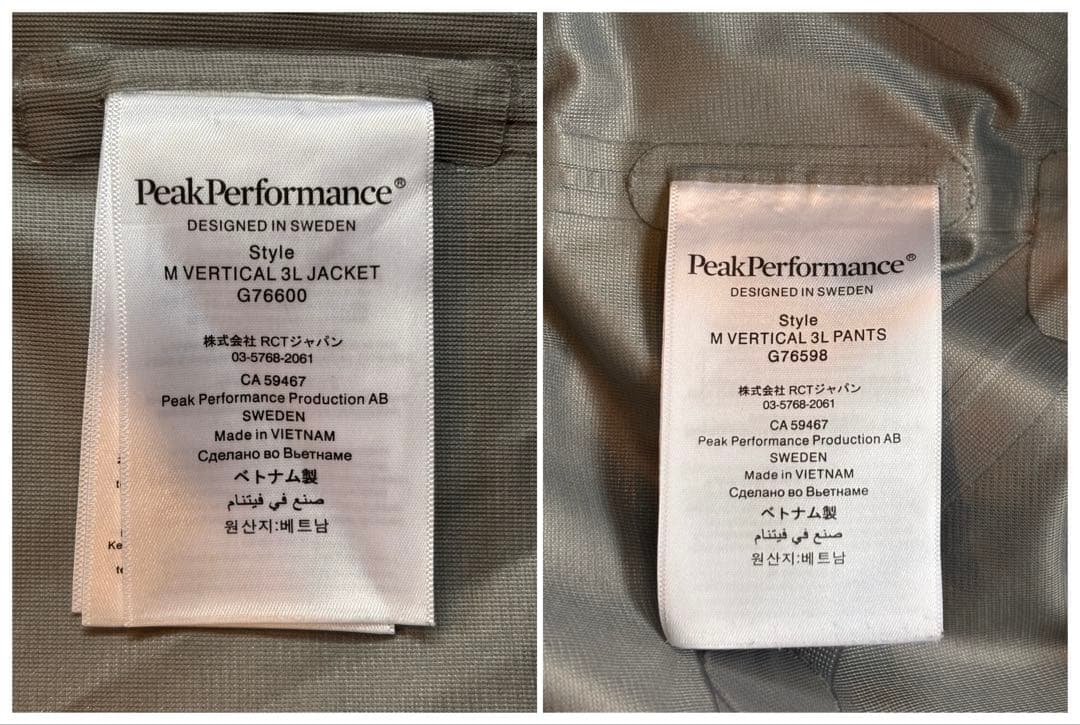 PeakPerformance®
DESIGNED IN SWEDEN
Style
M VERTICAL 3L JACKET
G76600
株式会社 RCTジャパン
03-5768-2061
CA 59467
Peak Performance Production AB
SWEDEN
Made in VIETNAM
Сделано во Вьетнаме
ベトナム製
صنع في فيتنام
원산지:베트남
PeakPerformance®
DESIGNED IN SWEDEN
Style
M VERTICAL 3L PANTS
G76598
株式会社 RCTジャパン
03-5768-2061
CA 59467
Peak Performance Production AB
SWEDEN
Made in VIETNAM
Сделано во Вьетнаме
ベトナム製
صنع في فيتنام
원산지:베트남